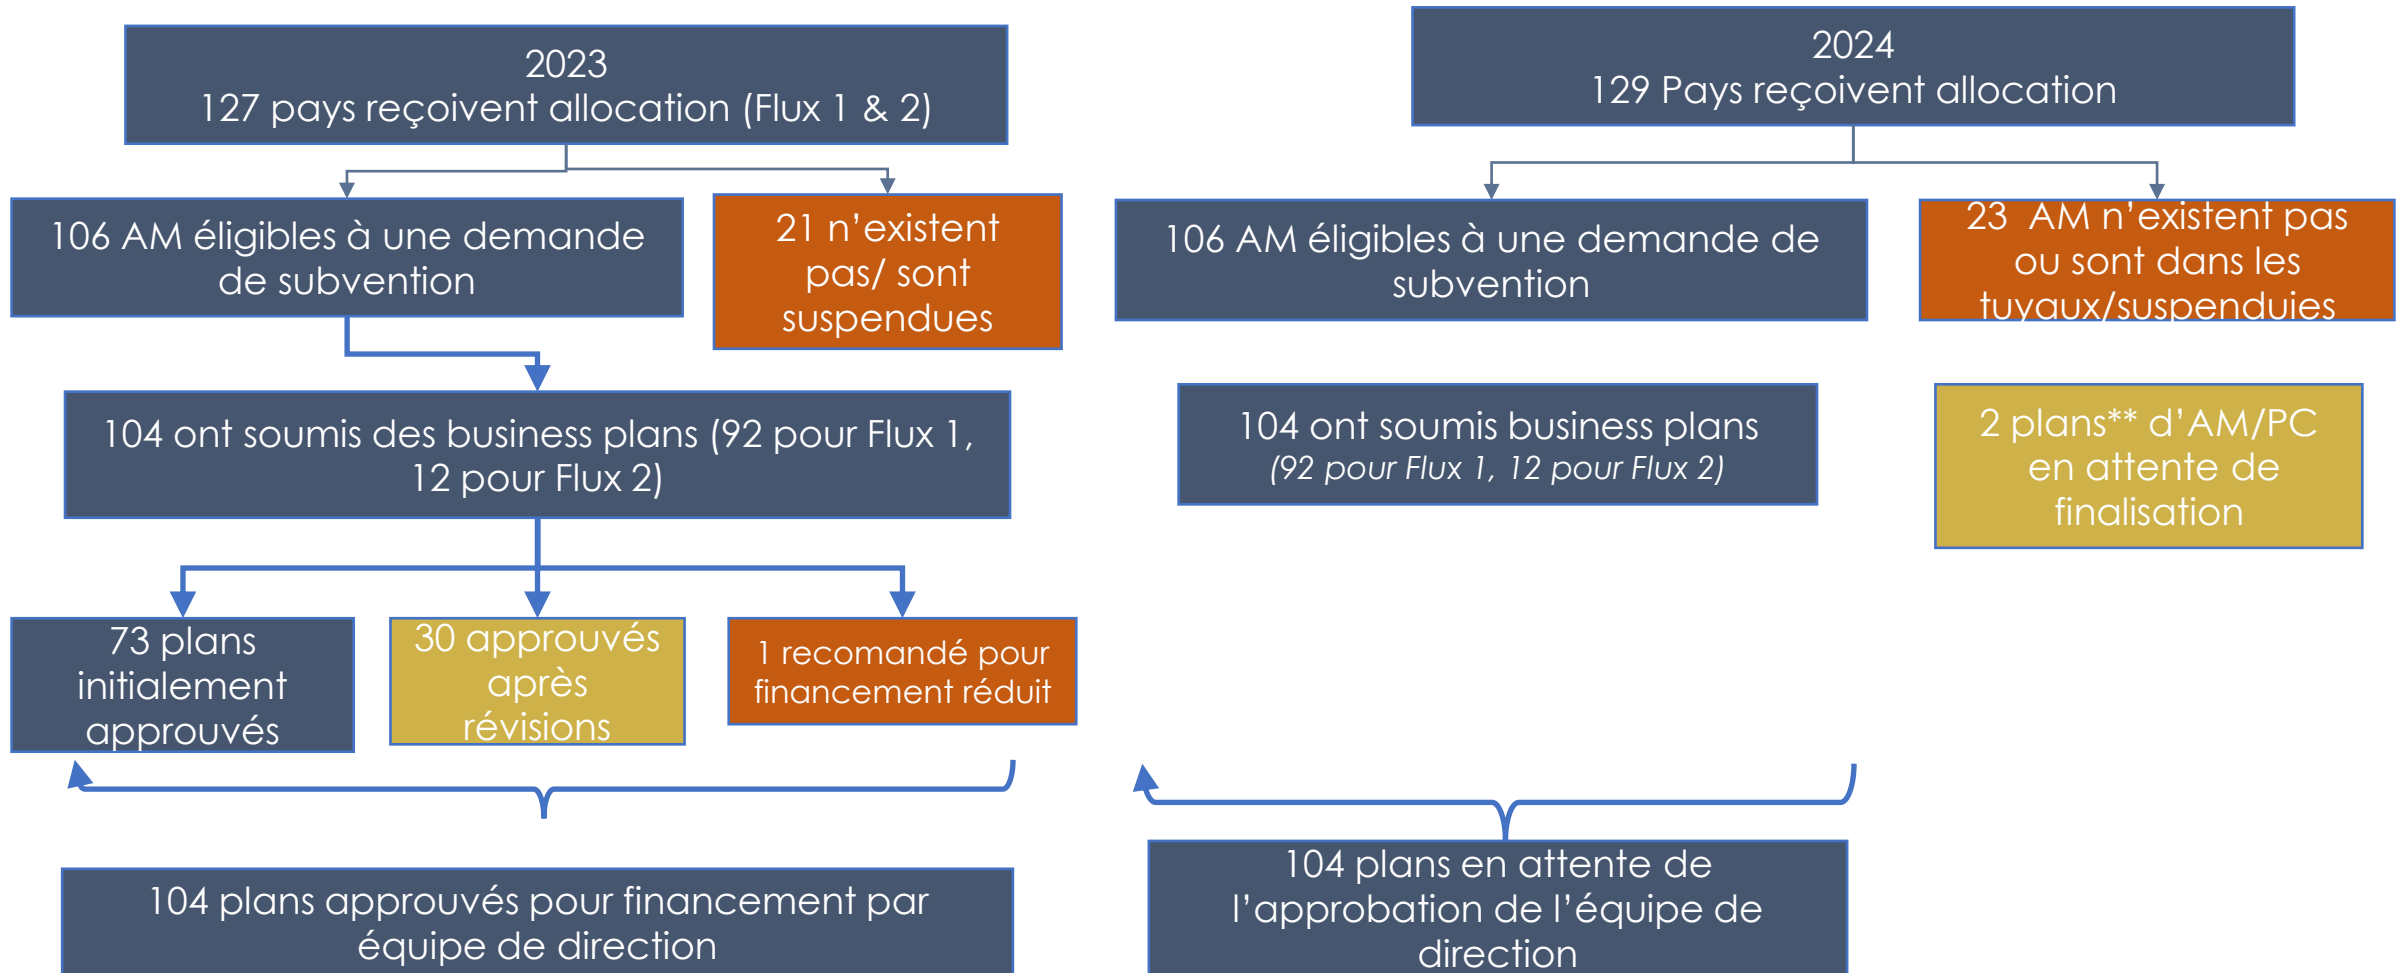 2023
127 pays reçoivent allocation (Flux 1 & 2)
106 AM éligibles à une demande
de subvention
21 n’existent
pas/ sont
suspendues
104 ont soumis des business plans (92 pour Flux 1,
12 pour Flux 2)
73 plans
initialement
approuvés
30 approuvés
après
révisions
1 recomandé pour
financement réduit
104 plans approuvés pour financement par
équipe de direction
2024
129 Pays reçoivent allocation
106 AM éligibles à une demande de
subvention
23 AM n’existent pas
ou sont dans les
tuyaux/suspenduies
104 ont soumis business plans
(92 pour Flux 1, 12 pour Flux 2)
2 plans** d’AM/PC
en attente de
finalisation
104 plans en attente de
l’approbation de l’équipe de
direction